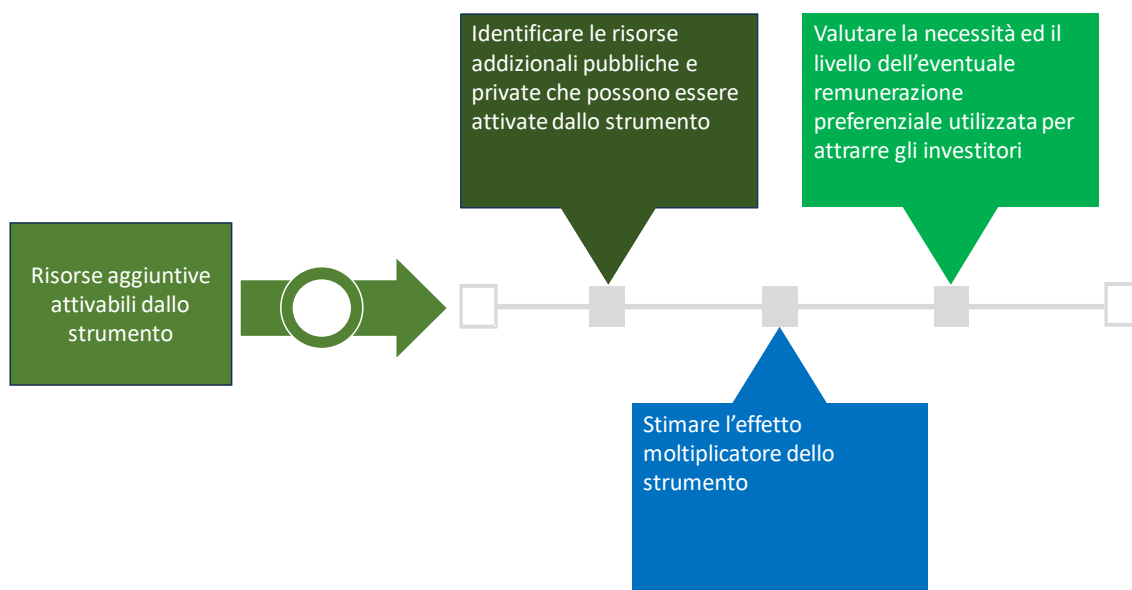 Risorse aggiuntive
attivabili dallo
strumento
Identificare le risorse
addizionali pubbliche e
private che possono essere
attivate dallo strumento
Stimare l’effetto
moltiplicatore dello
strumento
Valutare la necessità ed il
livello dell’eventuale
remunerazione
preferenziale utilizzata per
attrarre gli investitori